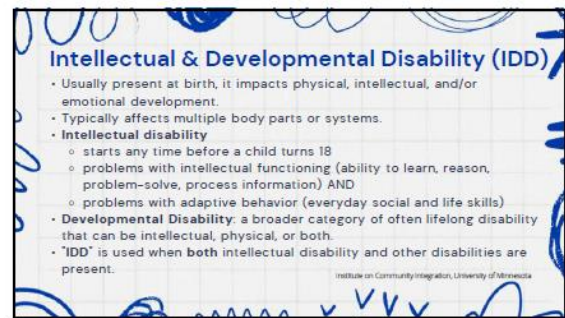 Intellectual & Developmental Disability (IDD)
• Usually present at birth, it impacts physical, intellectual, and/or
emotional development.
• Typically affects multiple body parts or systems.
• Intellectual disability
○ starts any time before a child turns 18
○ problems with intellectual functioning (ability to learn, reason,
problem-solve, process information) AND
○ problems with adaptive behavior (everyday social and life skills)
• Developmental Disability: a broader category of often lifelong disability
that can be intellectual, physical, or both.
• "IDD" is used when both intellectual disability and other disabilities are
present.
Institute on Community Integration, University of Minnesota